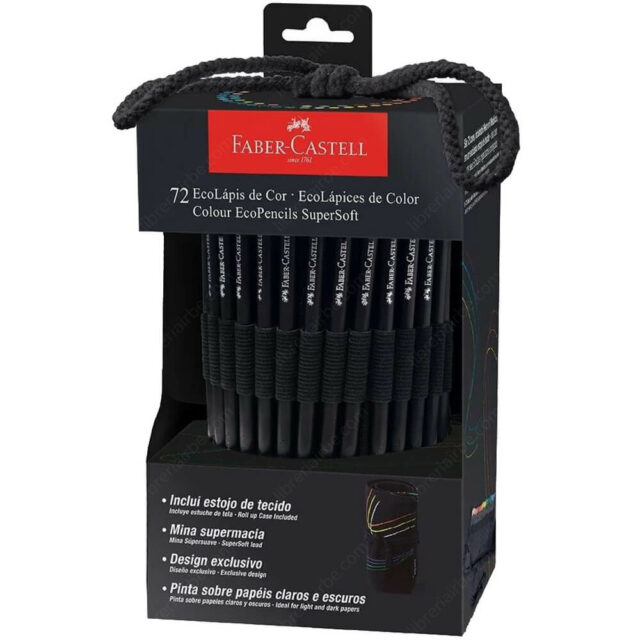 FABER-CASTELL
since 1761
72 EcoLápis de Cor · EcoLápices de Color
Colour EcoPencils SuperSoft
FABER-CASTELL
FABER-CASTELL
FABER-CASTELL
FABER-CASTELL
FABER-CASTELL
FABER-CASTELL
FABER-CASTELL
FABER-CASTELL
FABER-CASTELL
FABER-CASTELL
• Inclui estojo de tecido
Incluye estuche de tela - Roll up Case Included
• Mina supermacia
Mina Supersuave - SuperSoft lead
• Design exclusivo
Diseño exclusivo - Exclusive design
• Pinta sobre papéis claros e escuros
Pinta sobre papeles claros y escuros - Ideal for light and dark papers